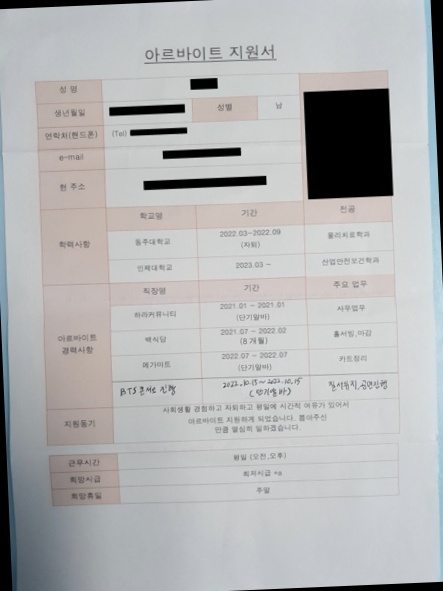 아르바이트 지원서
성 명
생년월일 성별 남
연락처(핸드폰) (Tel)
e-mail
현 주소
학력사항 학교명 기간 전공
동주대학교 2022.03~2022.09 (자퇴) 물리치료학과
인제대학교 2023.03 ~ 산업안전보건학과
아르바이트 경력사항 직장명 기간 주요 업무
하라커뮤니티 2021.01 ~ 2021.01 (단기알바) 사무업무
백식당 2021.07 ~ 2022.02 (8 개월) 홀서빙,마감
메가마트 2022.07 ~ 2022.07 (단기알바) 카트정리
BTS 콘서트 진행 2022.10.15 ~ 2022.10.15 (단기알바) 질서유지,공연진행
지원동기 사회생활 경험하고 자퇴하고 평일에 시간적 여유가 있어서
아르바이트 지원하게 되었습니다. 뽑아주신
만큼 열심히 일하겠습니다.
근무시간 평일 (오전,오후)
희망시급 최저시급 +a
희망휴일 주말